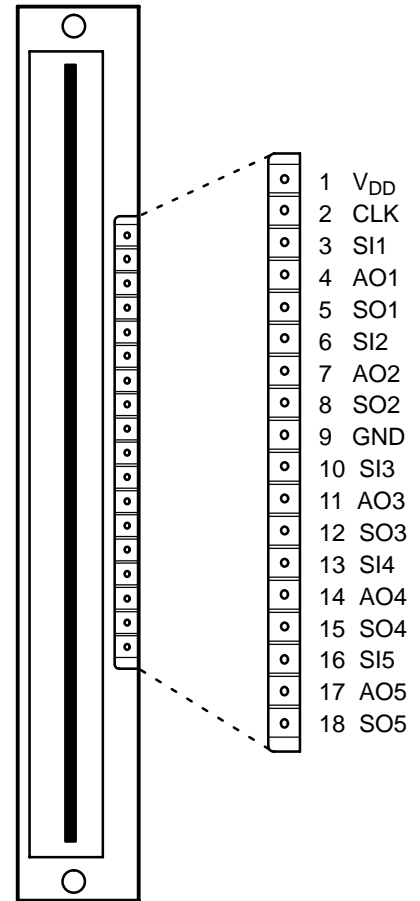 1 VDD
2 CLK
3 SI1
4 AO1
5 SO1
6 SI2
7 AO2
8 SO2
9 GND
10 SI3
11 AO3
12 SO3
13 SI4
14 AO4
15 SO4
16 SI5
17 AO5
18 SO5